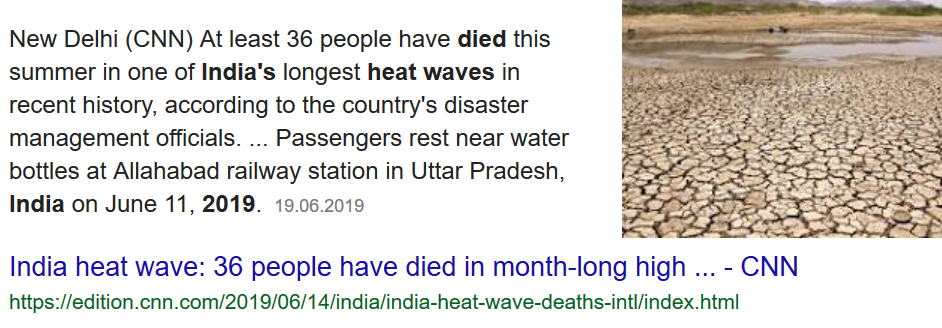 New Delhi (CNN) At least 36 people have died this
summer in one of India's longest heat waves in
recent history, according to the country's disaster
management officials. ... Passengers rest near water
bottles at Allahabad railway station in Uttar Pradesh,
India on June 11, 2019. 19.06.2019
India heat wave: 36 people have died in month-long high ... - CNN
https://edition.cnn.com/2019/06/14/india/india-heat-wave-deaths-intl/index.html